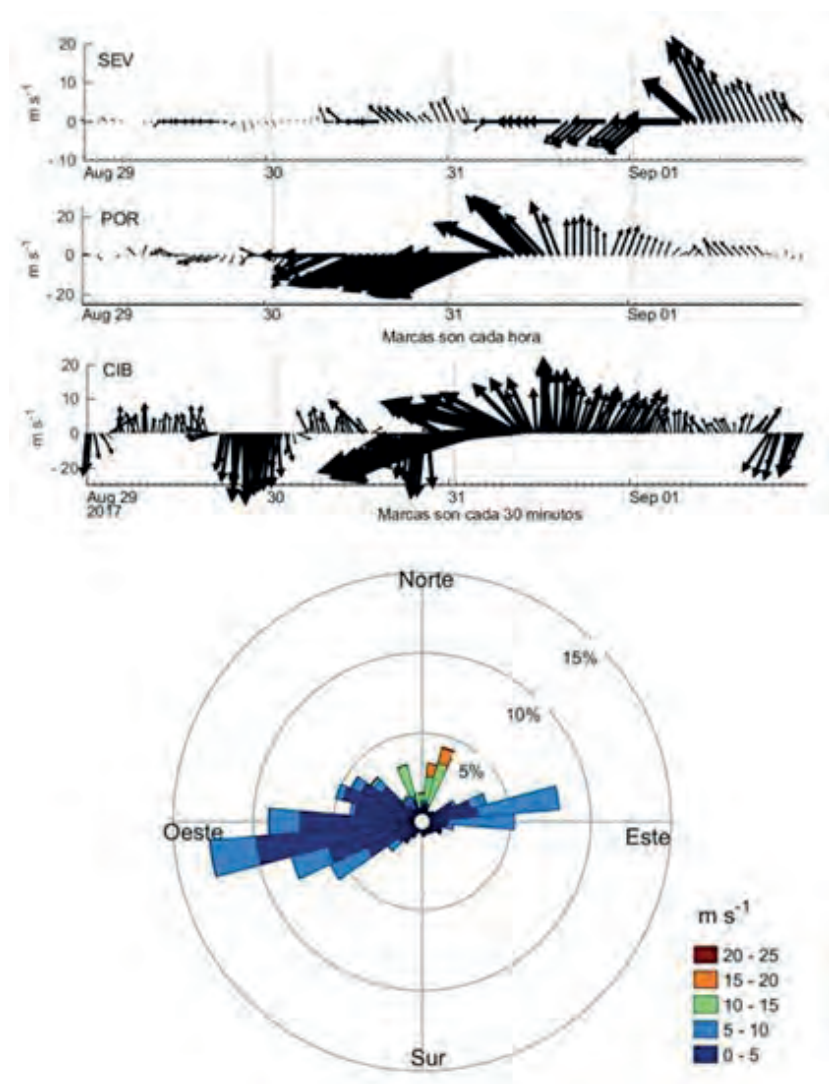 20
SEV
10
m s-1
0
-10
Aug 29 30 31 Sep 01
20
POR
m s-1
0
-20
Aug 29 30 31 Sep 01
Marcas son cada hora
20
CIB
10
m s-1
0
-20
Aug 29 30 31 Sep 01
2017 Marcas son cada 30 minutos
Norte
15%
10%
5%
Oeste
Este
m s-1
20 - 25
15 - 20
10 - 15
5 - 10
0 - 5
Sur